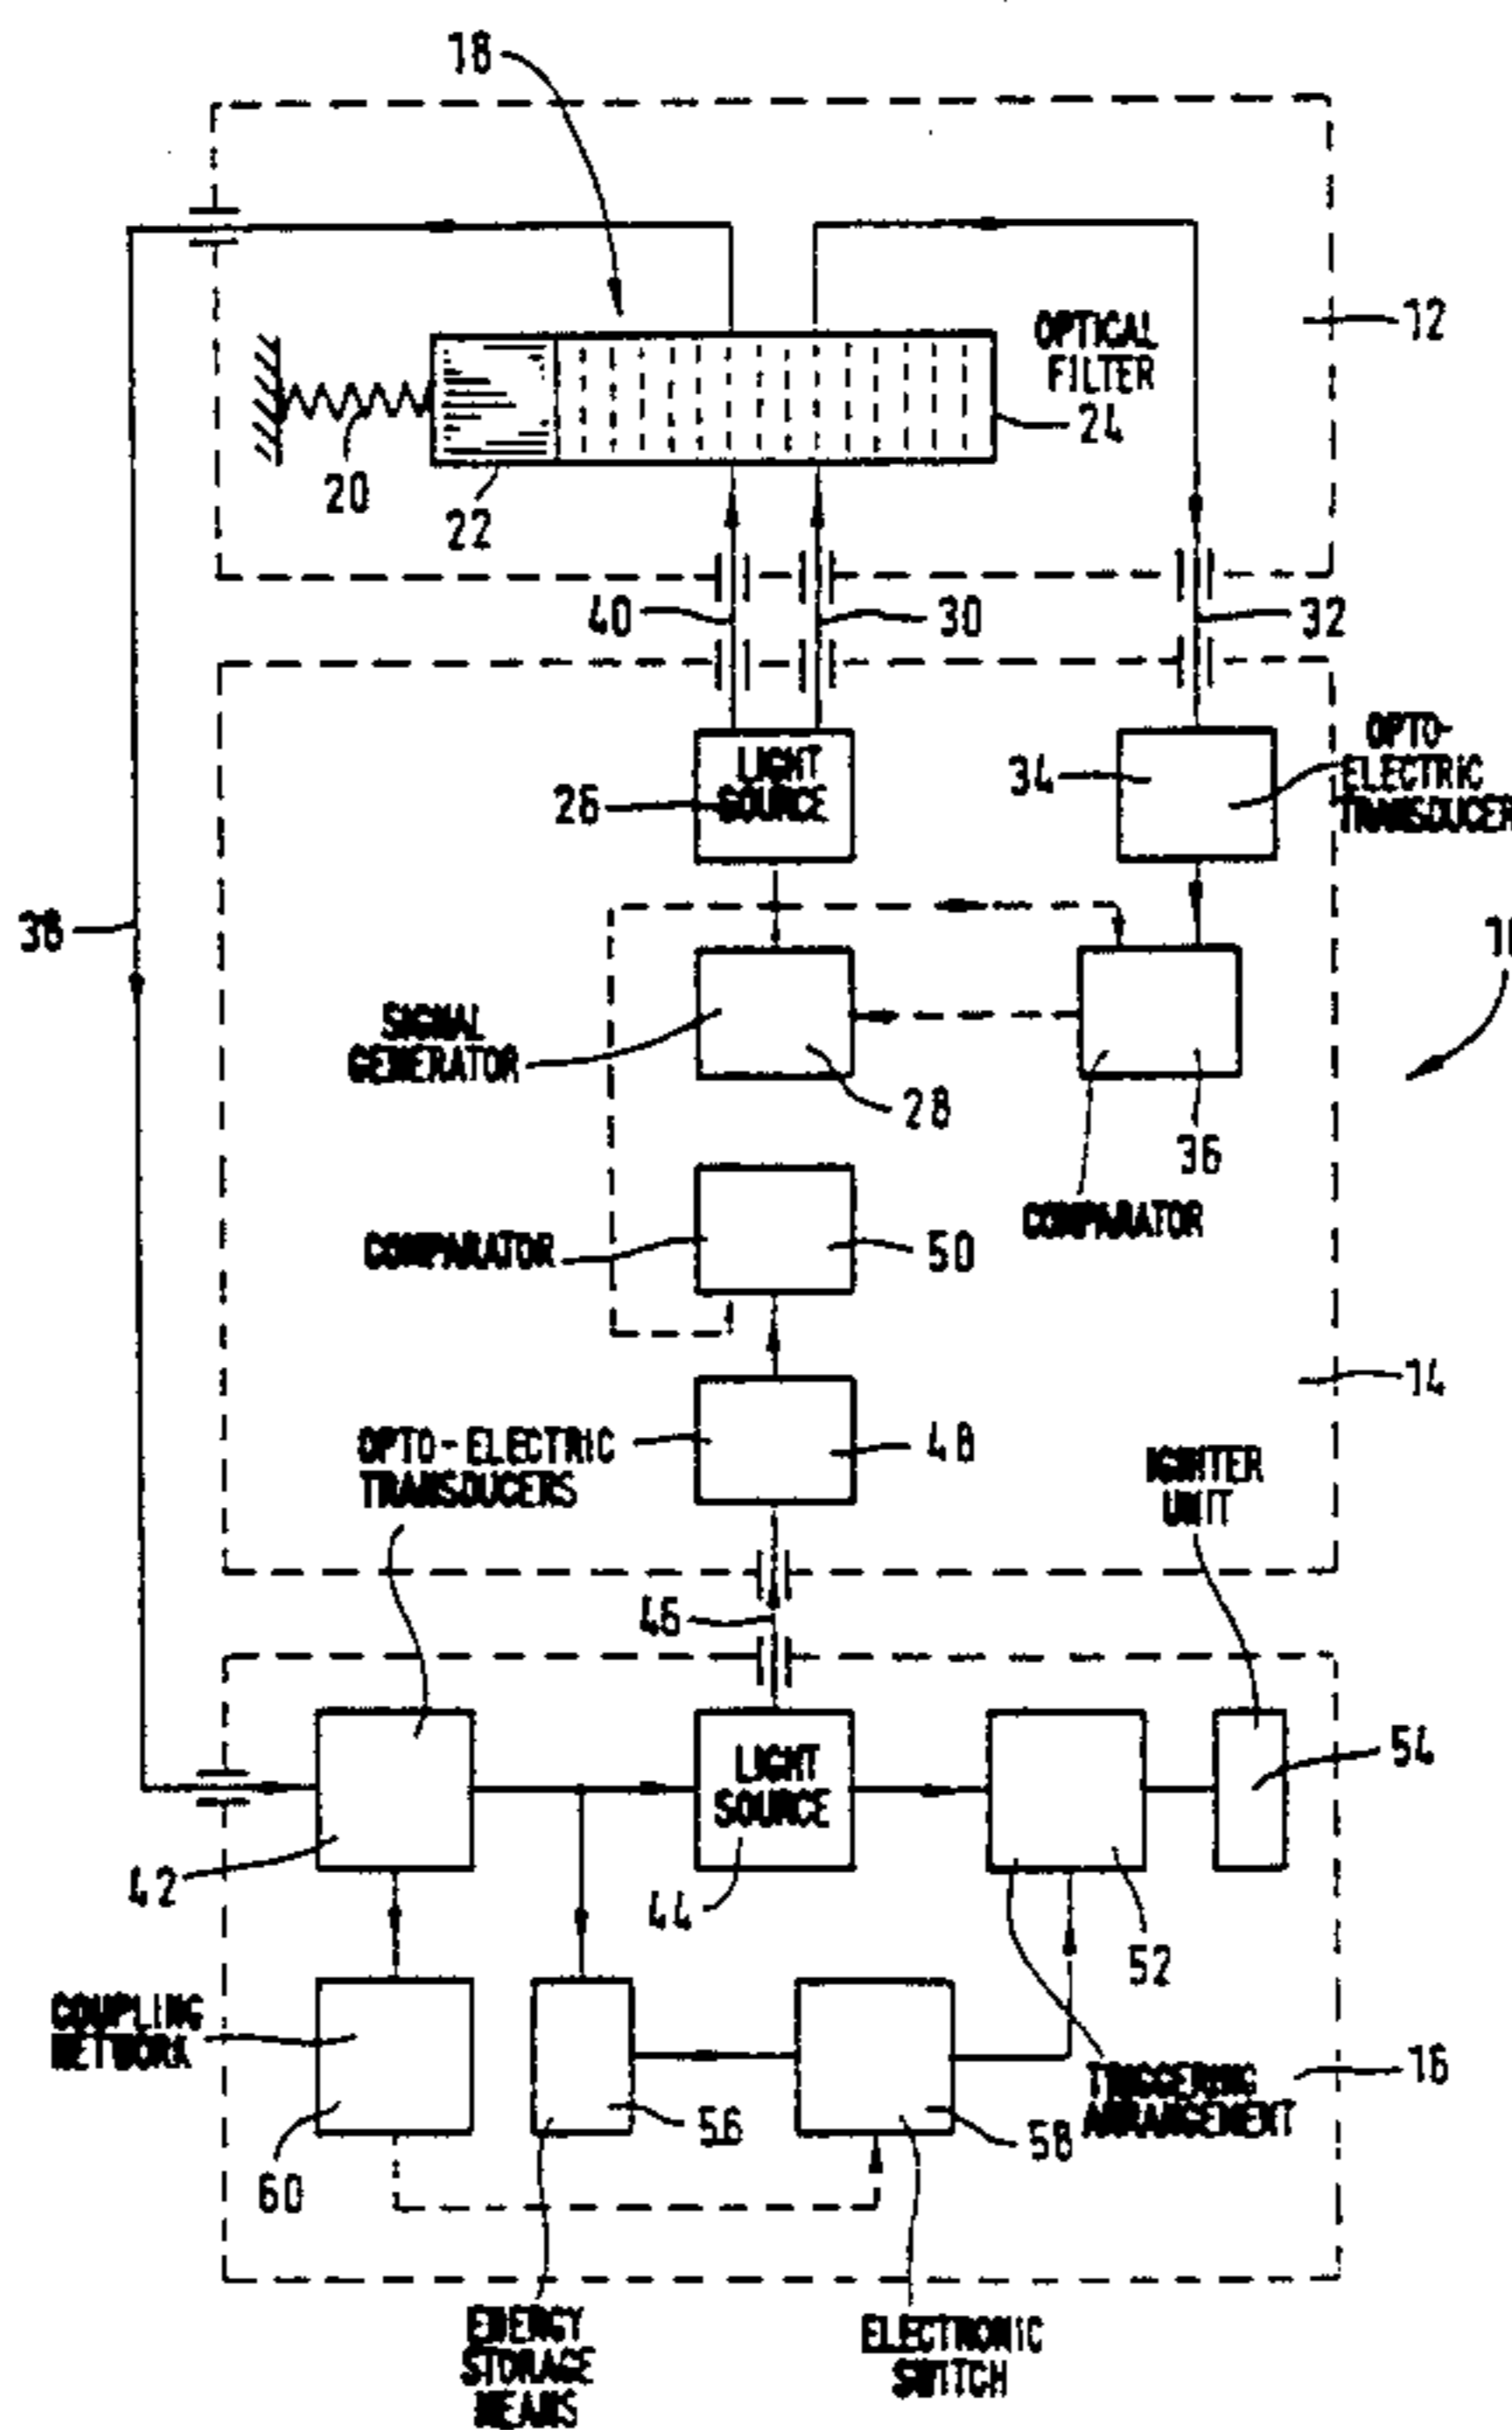 18
12
OPTICAL
FILTER
24
20
22
40
30
32
LIGHT
SOURCE
26
34
OPTO-
ELECTRIC
TRANSDUCER
38
SIGNAL
GENERATOR
28
36
COMPARATOR
COMPARATOR
50
14
OPTO-ELECTRIC
TRANSDUCERS
48
IGNITER
UNIT
46
LIGHT
SOURCE
54
42
44
52
COUPLING
NETWORK
60
56
58
TRIGGERING
ARRANGEMENT
16
ENERGY
STORAGE
MEANS
ELECTRONIC
SWITCH